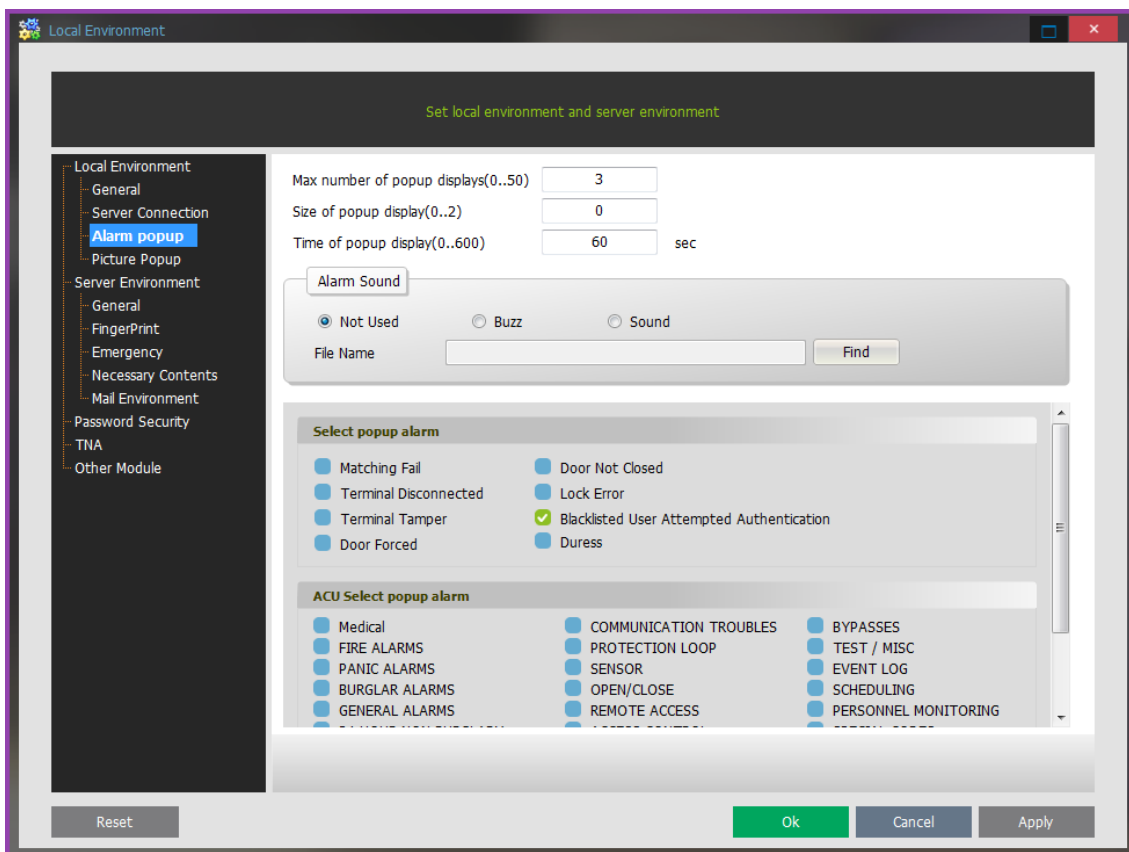 Local Environment
Set local environment and server environment
Local Environment
General
Server Connection
Alarm popup
Picture Popup
Server Environment
General
FingerPrint
Emergency
Necessary Contents
Mail Environment
Password Security
TNA
Other Module
Max number of popup displays(0..50) 3
Size of popup display(0..2) 0
Time of popup display(0..600) 60 sec
Alarm Sound
Not Used Buzz Sound
File Name Find
Select popup alarm
Matching Fail Door Not Closed
Terminal Disconnected Lock Error
Terminal Tamper Blacklisted User Attempted Authentication
Door Forced Duress
ACU Select popup alarm
Medical COMMUNICATION TROUBLES BYPASSES
FIRE ALARMS PROTECTION LOOP TEST / MISC
PANIC ALARMS SENSOR EVENT LOG
BURGLAR ALARMS OPEN/CLOSE SCHEDULING
GENERAL ALARMS REMOTE ACCESS PERSONNEL MONITORING
Reset Ok Cancel Apply